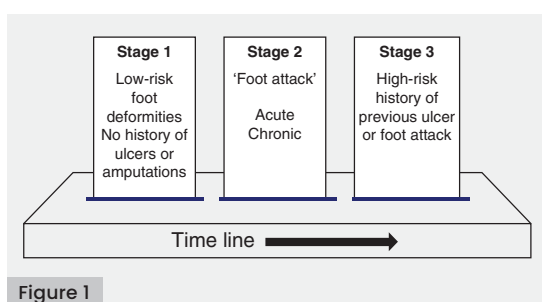 Stage 1
Low-risk
foot
deformities
No history of
ulcers or
amputations
Stage 2
‘Foot attack’
Acute
Chronic
Stage 3
High-risk
history of
previous ulcer
or foot attack
Time line
Figure 1